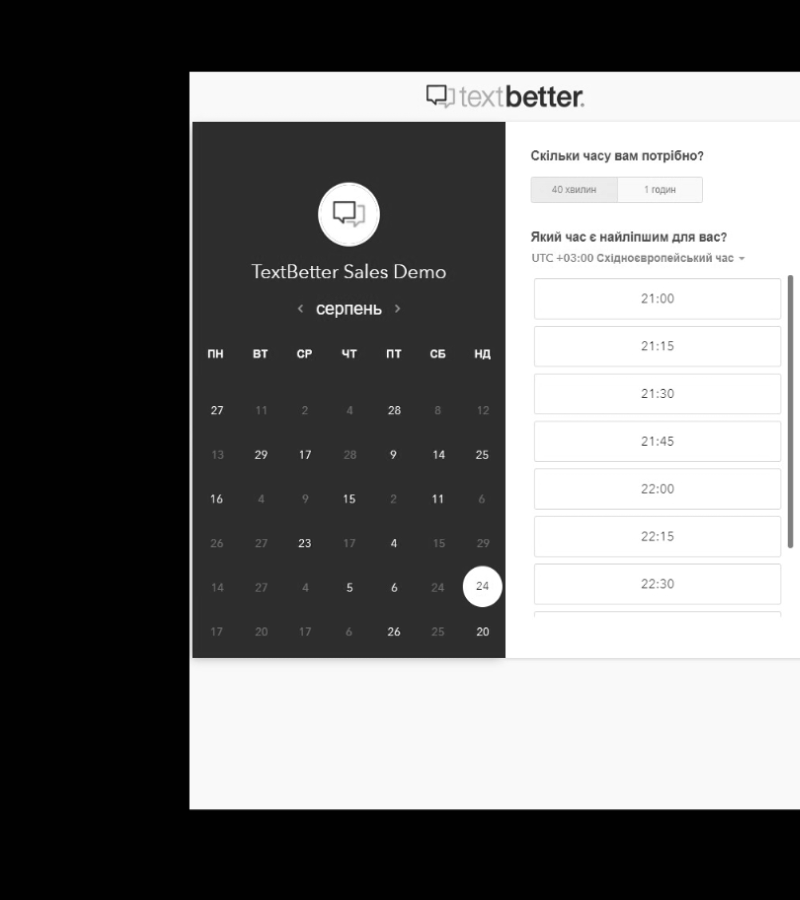 textbetter.
TextBetter Sales Demo
‹ серпень ›
ПН ВТ СР ЧТ ПТ СБ НД
27 11 2 4 28 8 12
13 29 17 28 9 14 25
16 4 9 15 2 11 6
26 27 23 17 4 15 29
14 27 4 5 6 24 24
17 20 17 6 26 25 20
Скільки часу вам потрібно?
40 хвилин 1 годин
Який час є найліпшим для вас?
UTC +03:00 Східноєвропейський час
21:00
21:15
21:30
21:45
22:00
22:15
22:30